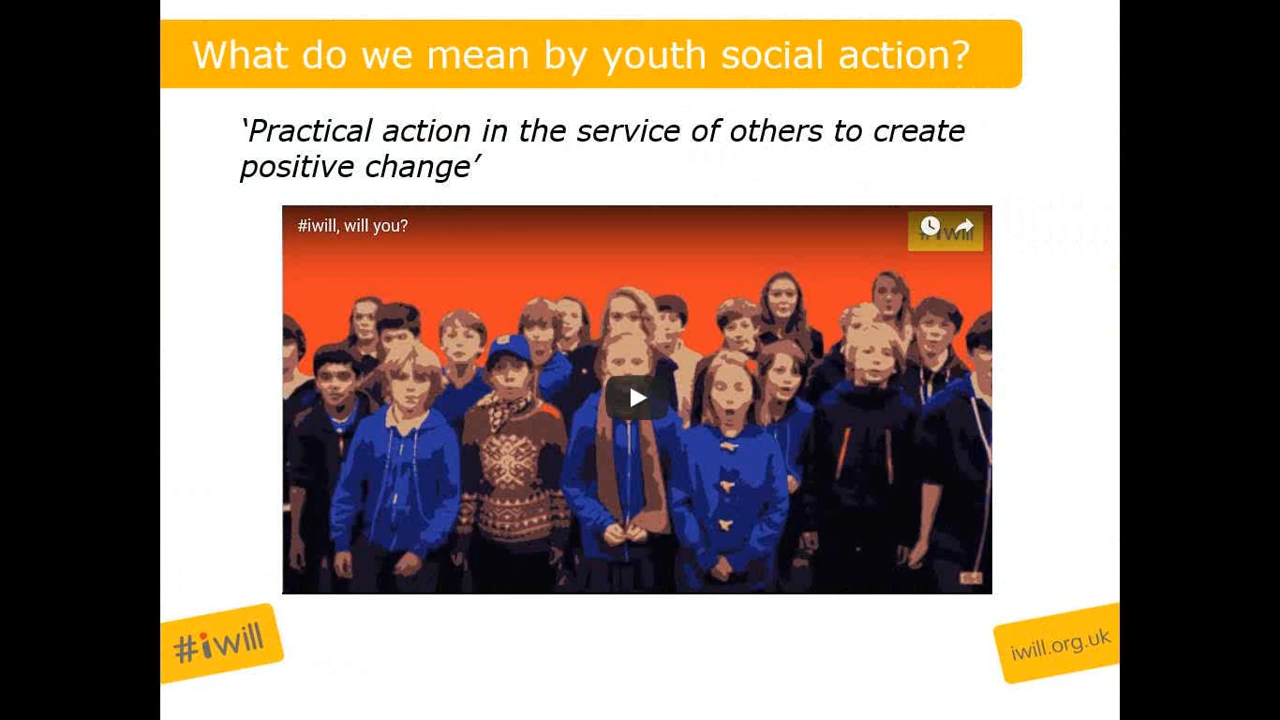 What do we mean by youth social action?
‘Practical action in the service of others to create
positive change’
#iwill, will you?
#iwill
#iwill
iwill.org.uk